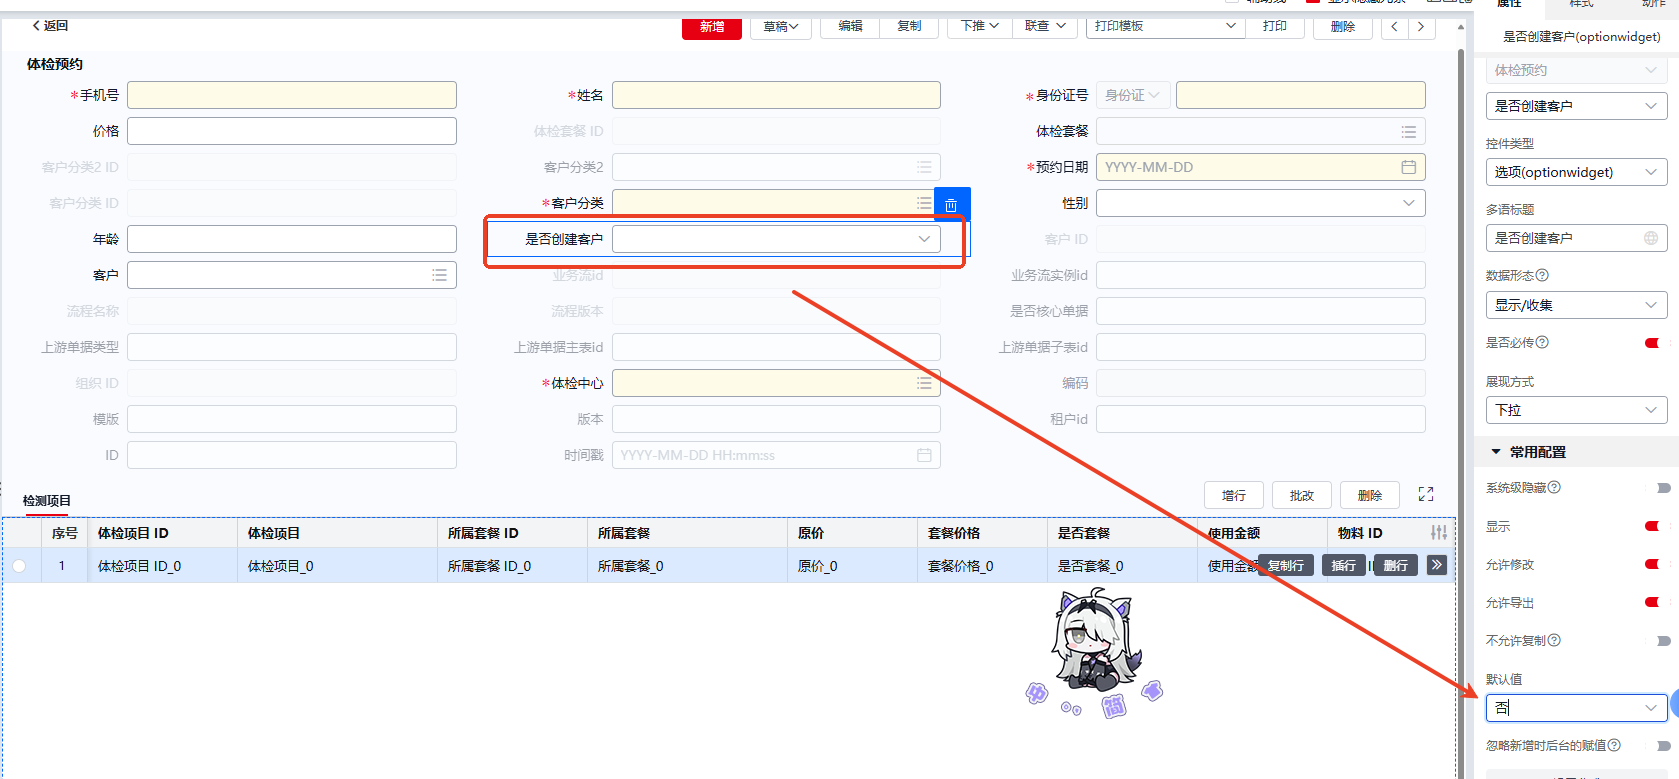 属性 样式 动作
返回 新增 草稿 编辑 复制 下推 联查 打印模板 打印 删除
是否创建客户(optionwidget)
体检预约
体检预约
*手机号 *姓名 *身份证号 身份证
是否创建客户
价格 体检套餐 ID 体检套餐
控件类型
客户分类2 ID 客户分类2 *预约日期 YYYY-MM-DD
选项(optionwidget)
客户分类 ID *客户分类 性别
多语标题
年龄 是否创建客户 客户 ID
是否创建客户
客户 业务流id 业务流实例id
数据形态
流程名称 流程版本 是否核心单据
显示/收集
上游单据类型 上游单据主表id 上游单据子表id
是否必传
组织 ID *体检中心 编码
展现方式
模版 版本 租户id
下拉
ID 时间戳 YYYY-MM-DD HH:mm:ss
常用配置
检测项目 增行 批改 删除
系统级隐藏
序号 体检项目 ID 体检项目 所属套餐 ID 所属套餐 原价 套餐价格 是否套餐 使用金额 物料 ID
显示
1 体检项目 ID_0 体检项目_0 所属套餐 ID_0 所属套餐_0 原价_0 套餐价格_0 是否套餐_0 使用金额 复制行 插行 删行
允许修改
允许导出
不允许复制
默认值
中 简
否
忽略新增时后台的赋值